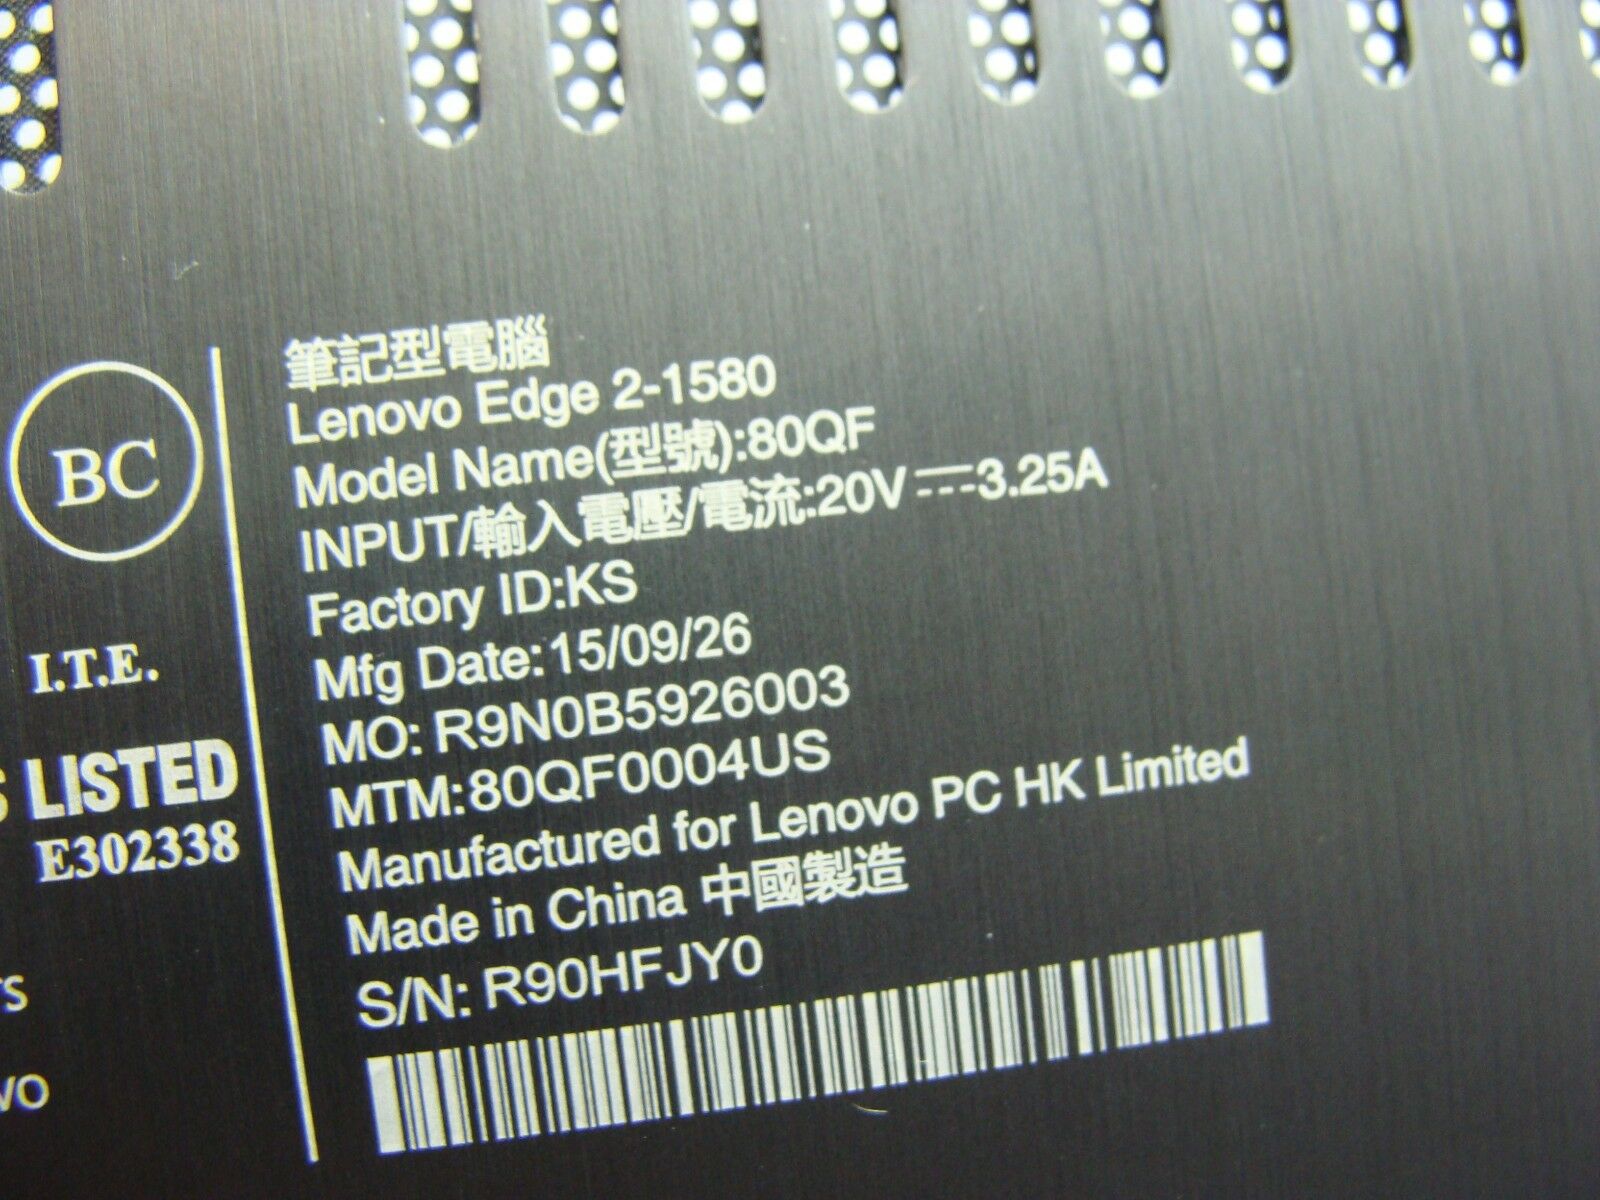 BC
I.T.E.
S LISTED
E302338
TS
VO
筆記型電腦
Lenovo Edge 2-1580
Model Name(型號):80QF
INPUT/輸入電壓/電流:20V⎓3.25A
Factory ID:KS
Mfg Date:15/09/26
MO: R9N0B5926003
MTM:80QF0004US
Manufactured for Lenovo PC HK Limited
Made in China 中國製造
S/N: R90HFJY0